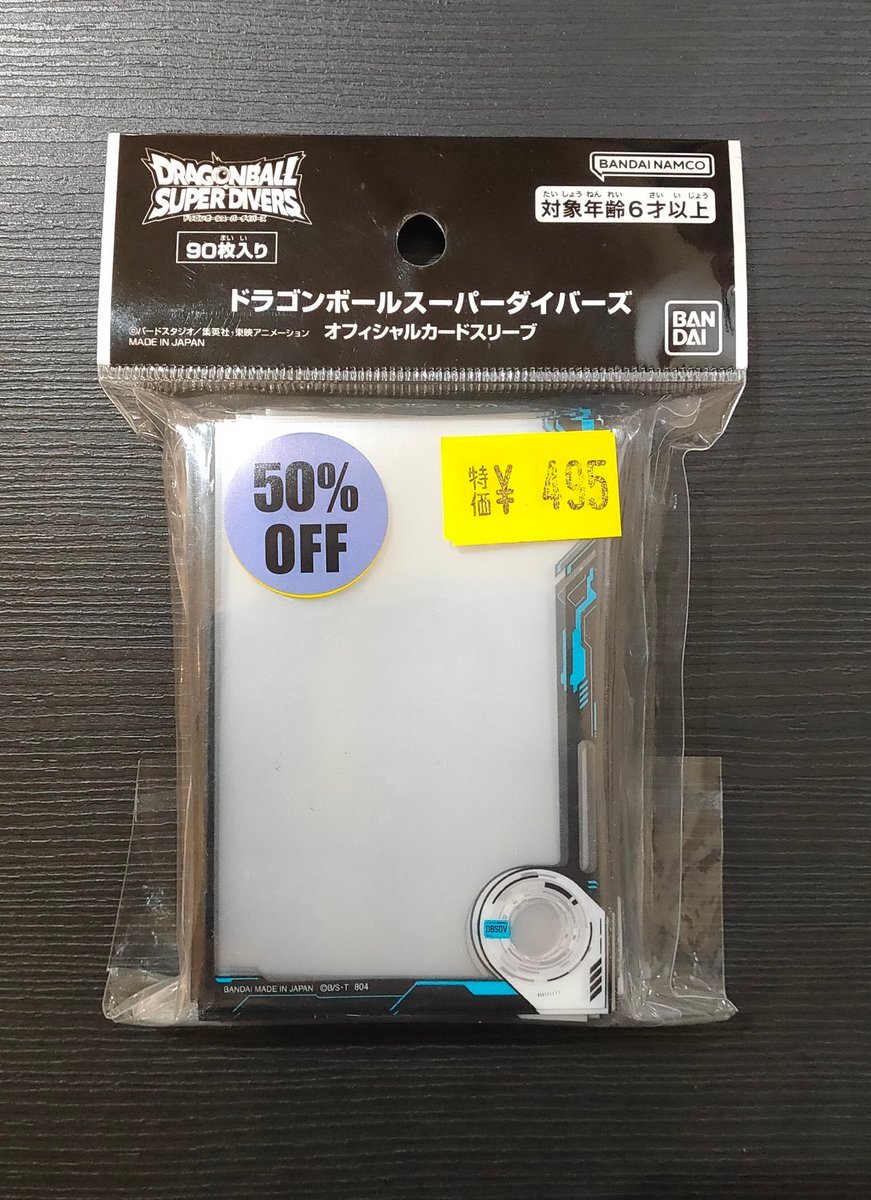 DRAGONBALL
SUPER DIVERS
ドラゴンボールスーパーダイバーズ
まい い
90枚入り
BANDAI NAMCO
たい しょう ねん れい さい い じょう
対象年齢6才以上
ドラゴンボールスーパーダイバーズ
オフィシャルカードスリーブ
©バードスタジオ/集英社・東映アニメーション
MADE IN JAPAN
BAN
DAI
50%
OFF
特価 ¥ 495
DBSDV
BANDAI MADE IN JAPAN ©B/S・T 804